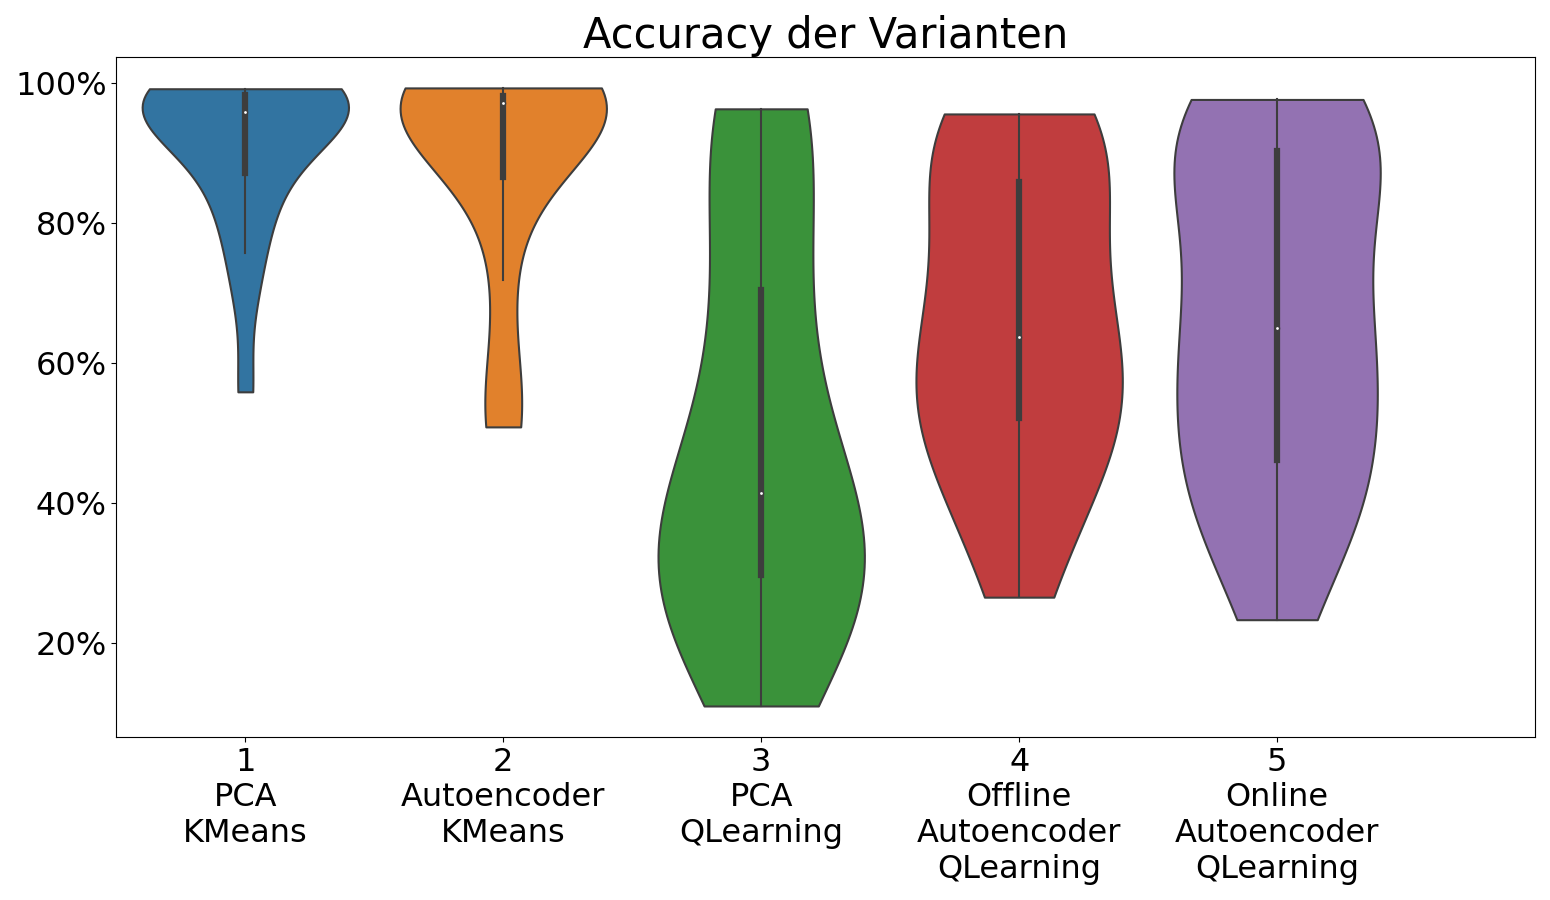 Accuracy der Varianten
100%
80%
60%
40%
20%
1
PCA
KMeans
2
Autoencoder
KMeans
3
PCA
QLearning
4
Offline
Autoencoder
QLearning
5
Online
Autoencoder
QLearning